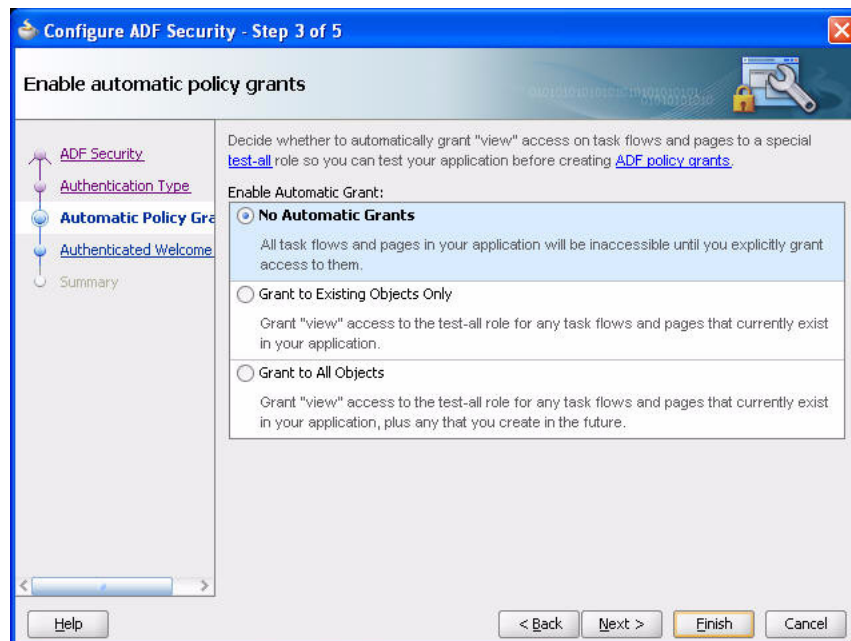 Configure ADF Security - Step 3 of 5
Enable automatic policy grants
ADF Security
Authentication Type
Automatic Policy Gra
Authenticated Welcome
Summary
Decide whether to automatically grant "view" access on task flows and pages to a special
test-all role so you can test your application before creating ADF policy grants.
Enable Automatic Grant:
No Automatic Grants
All task flows and pages in your application will be inaccessible until you explicitly grant
access to them.
Grant to Existing Objects Only
Grant "view" access to the test-all role for any task flows and pages that currently exist
in your application.
Grant to All Objects
Grant "view" access to the test-all role for any task flows and pages that currently exist
in your application, plus any that you create in the future.
Help
< Back
Next >
Finish
Cancel